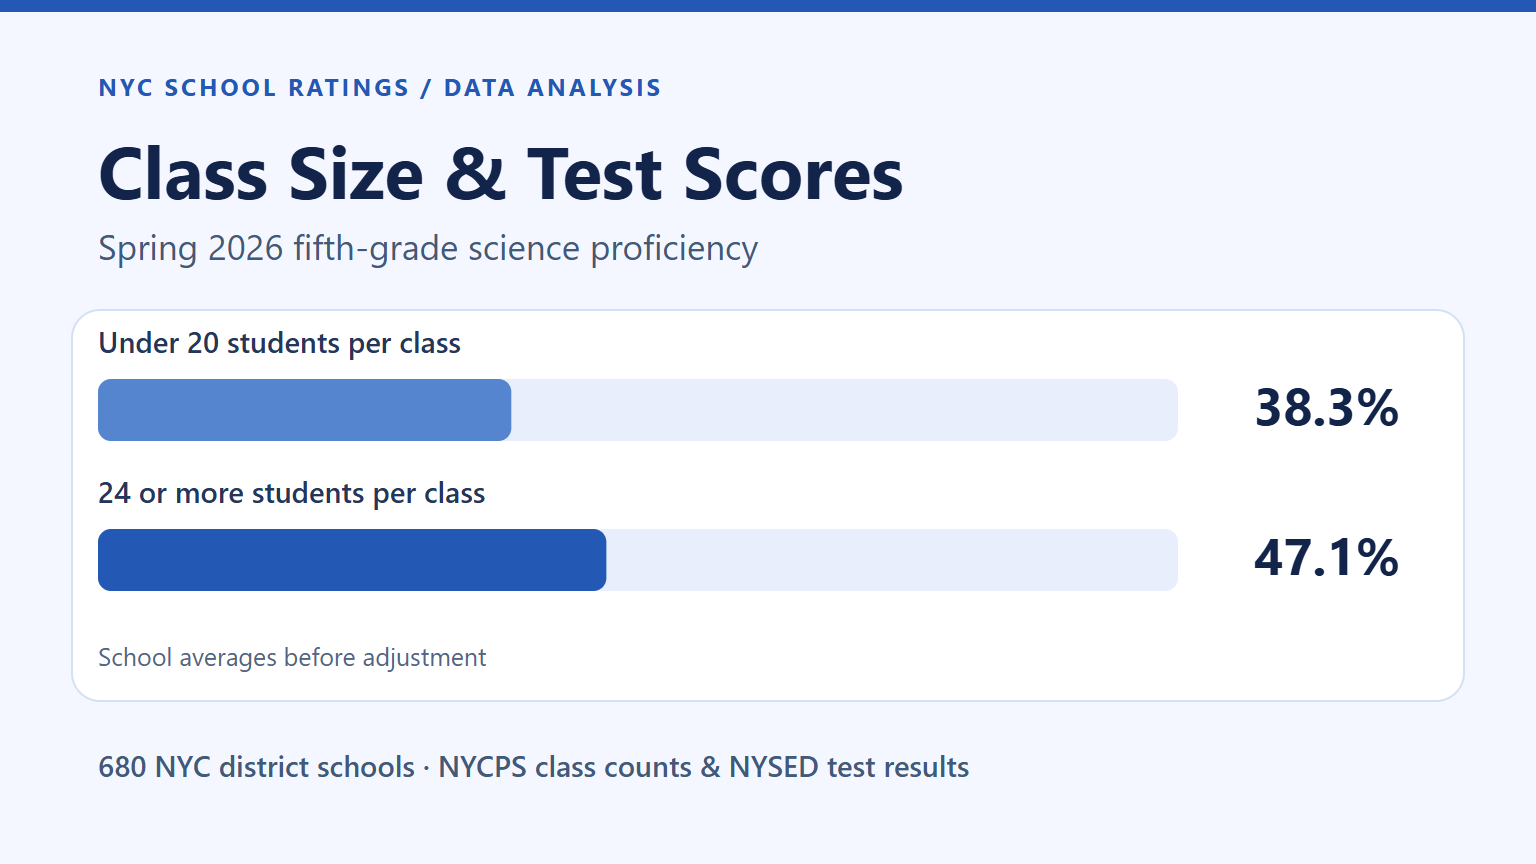 NYC SCHOOL RATINGS / DATA ANALYSIS
Class Size & Test Scores
Spring 2026 fifth-grade science proficiency
Under 20 students per class
38.3%
24 or more students per class
47.1%
School averages before adjustment
680 NYC district schools · NYCPS class counts & NYSED test results